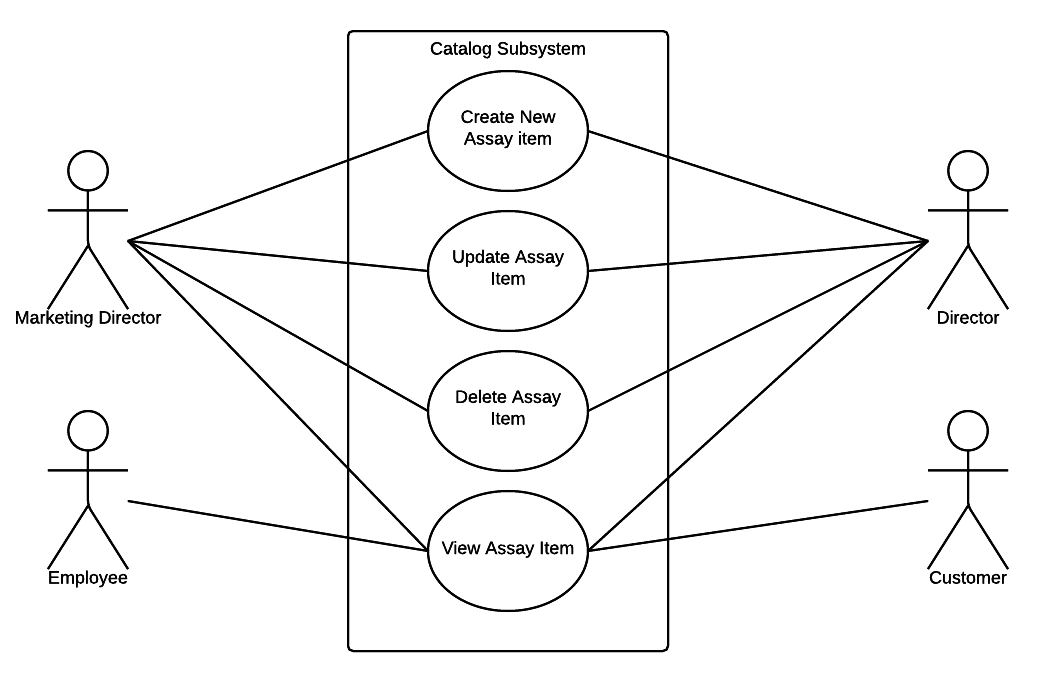 Catalog Subsystem
Create New
Assay item
Update Assay
Item
Marketing Director
Director
Delete Assay
Item
View Assay Item
Employee
Customer